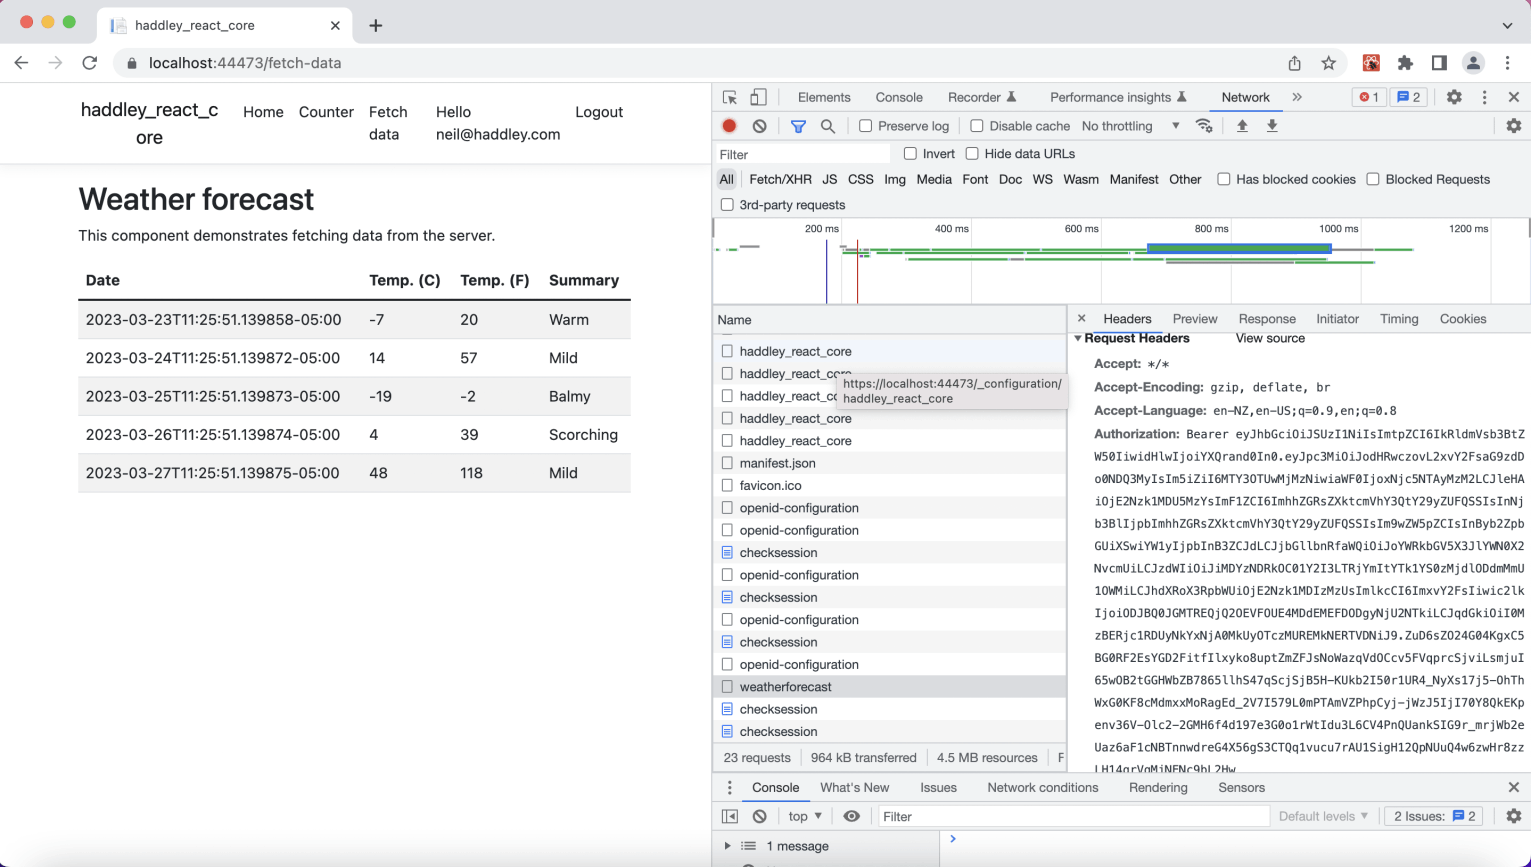 haddley_react_core
localhost:44473/fetch-data
haddley_react_c
ore
Home
Counter
Fetch
data
Hello
neil@haddley.com
Logout
Weather forecast
This component demonstrates fetching data from the server.
Date Temp. (C) Temp. (F) Summary
2023-03-23T11:25:51.139858-05:00 -7 20 Warm
2023-03-24T11:25:51.139872-05:00 14 57 Mild
2023-03-25T11:25:51.139873-05:00 -19 -2 Balmy
2023-03-26T11:25:51.139874-05:00 4 39 Scorching
2023-03-27T11:25:51.139875-05:00 48 118 Mild
Elements Console Recorder Performance insights Network 1 2
Preserve log Disable cache No throttling
Filter Invert Hide data URLs
All Fetch/XHR JS CSS Img Media Font Doc WS Wasm Manifest Other Has blocked cookies Blocked Requests
3rd-party requests
200 ms 400 ms 600 ms 800 ms 1000 ms 1200 ms
Name
haddley_react_core
haddley_react_core
haddley_react_co
haddley_react_core
haddley_react_core
manifest.json
favicon.ico
openid-configuration
openid-configuration
checksession
openid-configuration
checksession
openid-configuration
checksession
openid-configuration
weatherforecast
checksession
checksession
https://localhost:44473/_configuration/
haddley_react_core
23 requests 964 kB transferred 4.5 MB resources F
Headers Preview Response Initiator Timing Cookies
Request Headers View source
Accept: */*
Accept-Encoding: gzip, deflate, br
Accept-Language: en-NZ,en-US;q=0.9,en;q=0.8
Authorization: Bearer
Console What's New Issues Network conditions Rendering Sensors
top Filter Default levels 2 Issues: 2
1 message